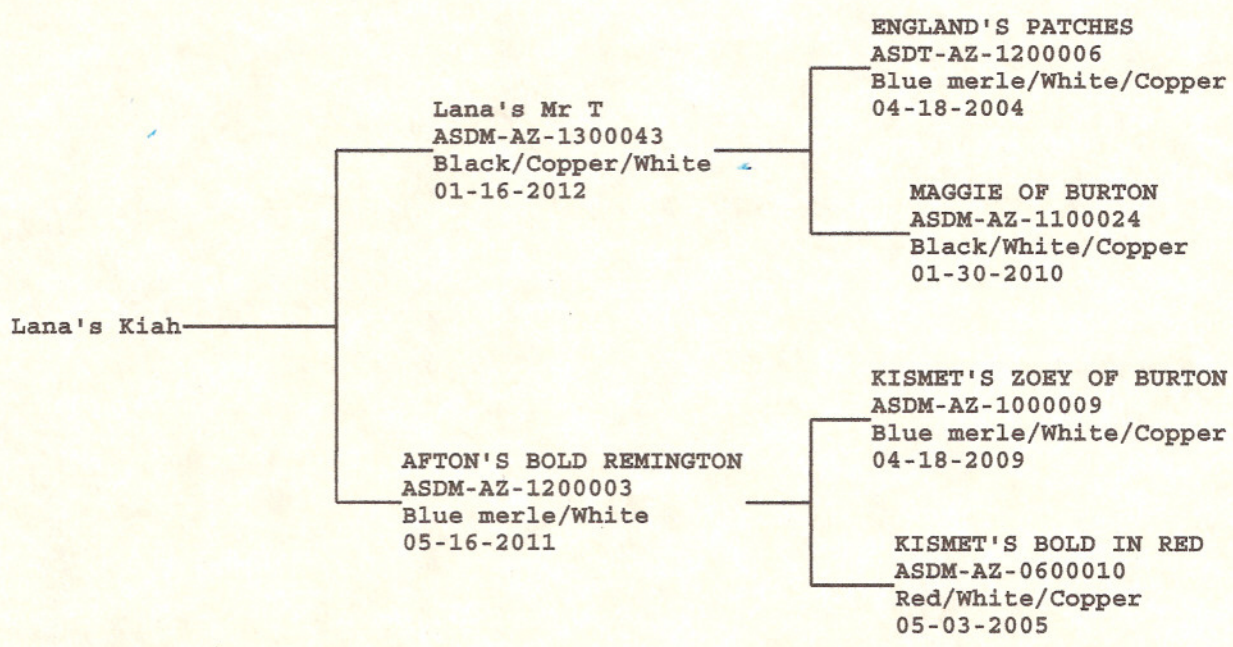 ENGLAND'S PATCHES
ASDT-AZ-1200006
Blue merle/White/Copper
04-18-2004
Lana's Mr T
ASDM-AZ-1300043
Black/Copper/White
01-16-2012
MAGGIE OF BURTON
ASDM-AZ-1100024
Black/White/Copper
01-30-2010
Lana's Kiah
KISMET'S ZOEY OF BURTON
ASDM-AZ-1000009
Blue merle/White/Copper
04-18-2009
AFTON'S BOLD REMINGTON
ASDM-AZ-1200003
Blue merle/White
05-16-2011
KISMET'S BOLD IN RED
ASDM-AZ-0600010
Red/White/Copper
05-03-2005